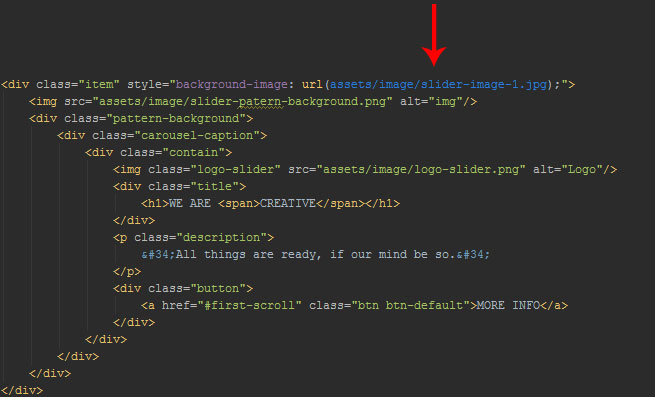 <div class="item" style="background-image: url(assets/image/slider-image-1.jpg);">
<img src="assets/image/slider-patern-background.png" alt="img"/>
<div class="pattern-background">
<div class="carousel-caption">
<div class="contain">
<img class="logo-slider" src="assets/image/logo-slider.png" alt="Logo"/>
<div class="title">
<h1>WE ARE <span>CREATIVE</span></h1>
</div>
<p class="description">
&#34;All things are ready, if our mind be so.&#34;
</p>
<div class="button">
<a href="#first-scroll" class="btn btn-default">MORE INFO</a>
</div>
</div>
</div>
</div>
</div>